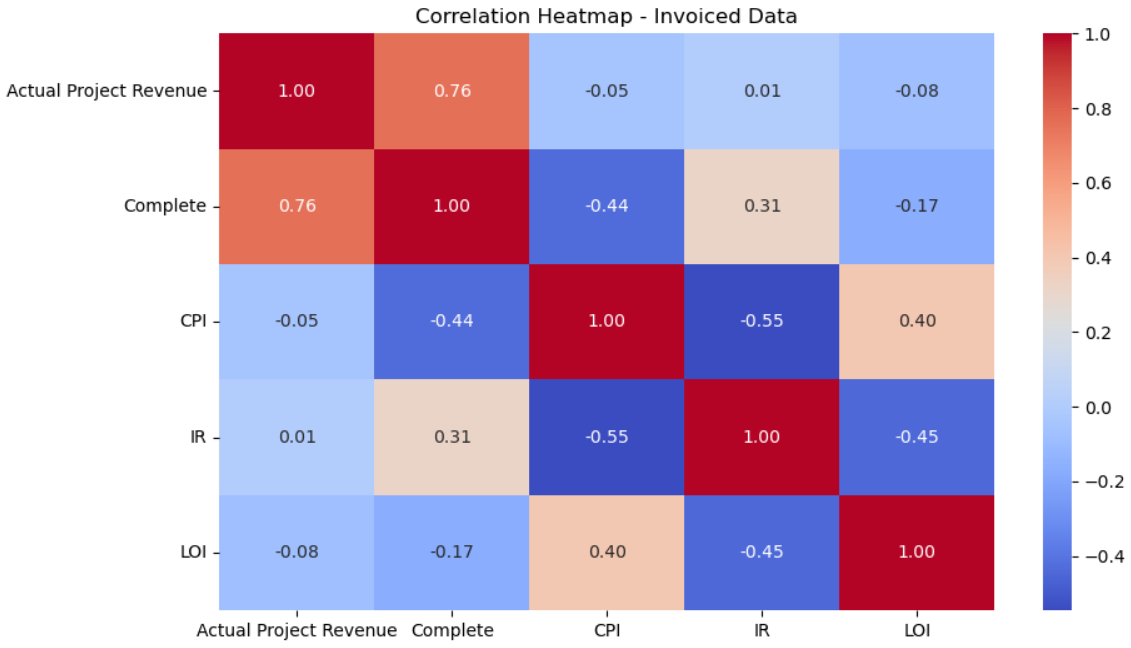 Correlation Heatmap - Invoiced Data
Actual Project Revenue 1.00 0.76 -0.05 0.01 -0.08
Complete 0.76 1.00 -0.44 0.31 -0.17
CPI -0.05 -0.44 1.00 -0.55 0.40
IR 0.01 0.31 -0.55 1.00 -0.45
LOI -0.08 -0.17 0.40 -0.45 1.00
Actual Project Revenue Complete CPI IR LOI
1.0
0.8
0.6
0.4
0.2
0.0
−0.2
−0.4